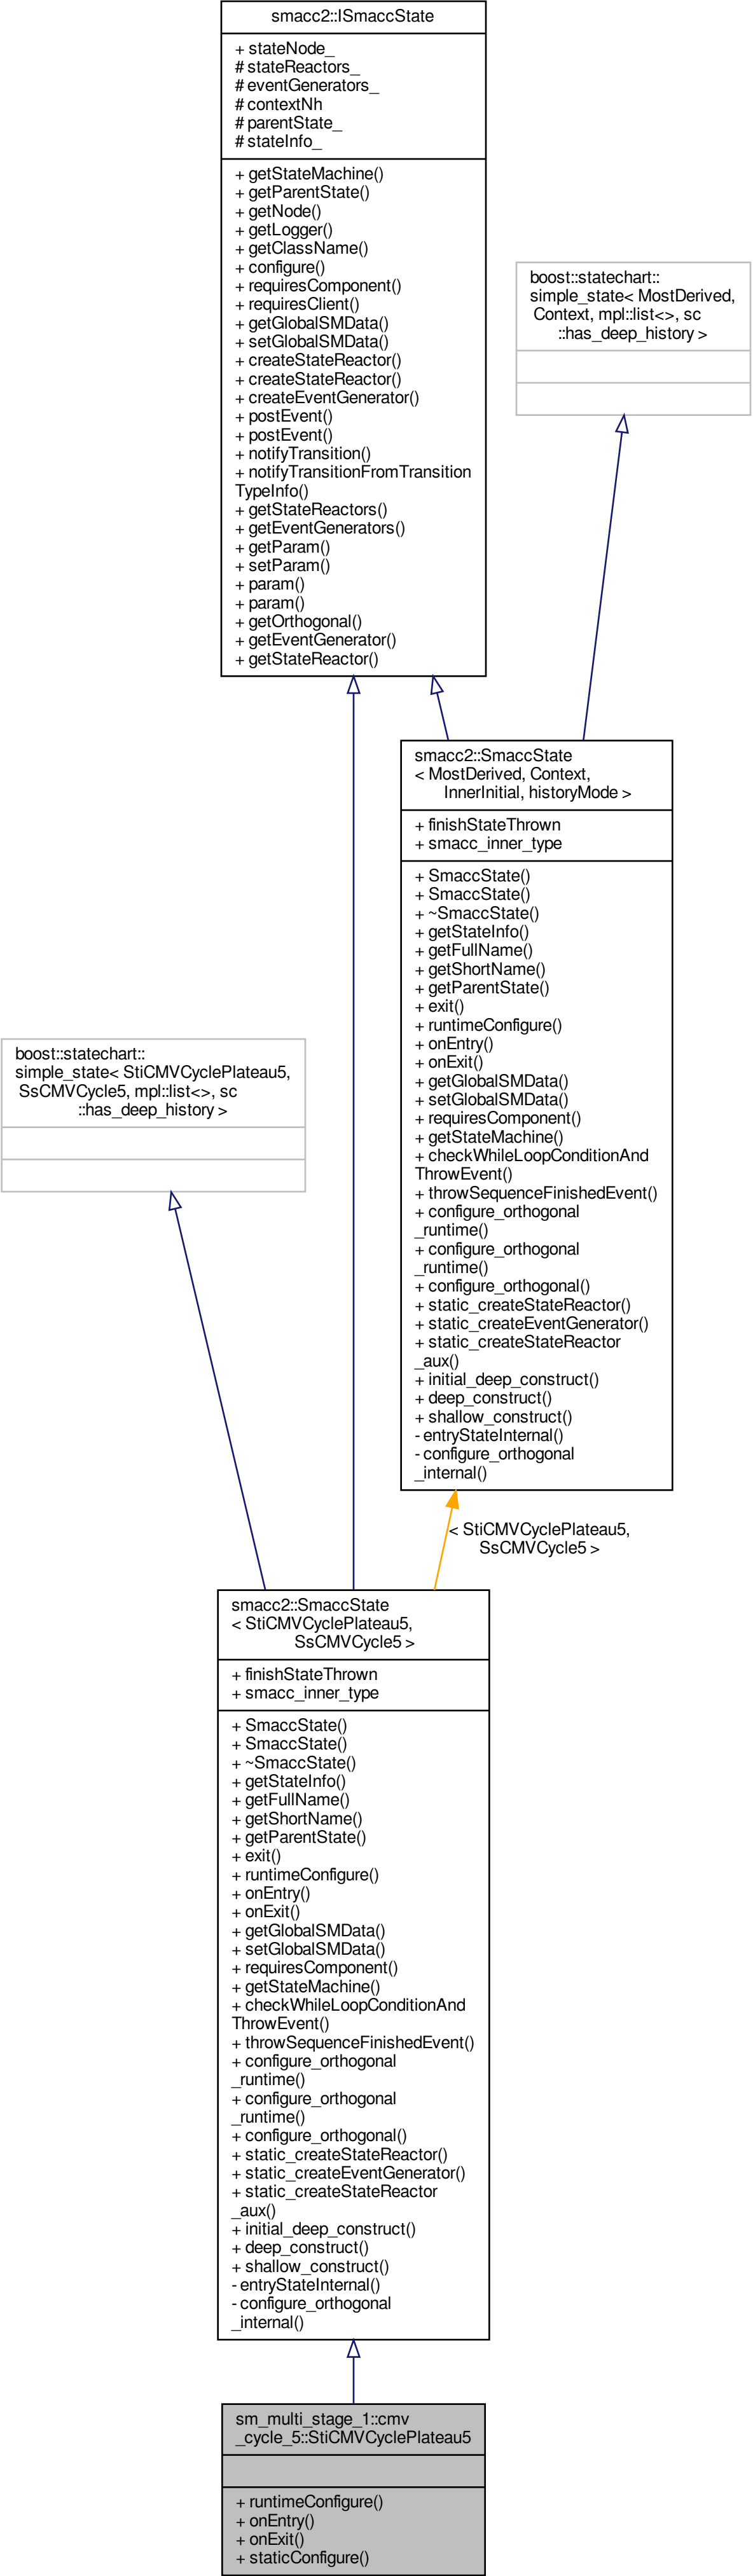 smacc2::ISmaccState
+ stateNode_
# stateReactors_
# eventGenerators_
# contextNh
# parentState_
# stateInfo_
+ getStateMachine()
+ getParentState()
+ getNode()
+ getLogger()
+ getClassName()
+ configure()
+ requiresComponent()
+ requiresClient()
+ getGlobalSMData()
+ setGlobalSMData()
+ createStateReactor()
+ createStateReactor()
+ createEventGenerator()
+ postEvent()
+ postEvent()
+ notifyTransition()
+ notifyTransitionFromTransition
TypeInfo()
+ getStateReactors()
+ getEventGenerators()
+ getParam()
+ setParam()
+ param()
+ param()
+ getOrthogonal()
+ getEventGenerator()
+ getStateReactor()
boost::statechart::
simple_state< MostDerived,
Context, mpl::list<>, sc
::has_deep_history >
smacc2::SmaccState
< MostDerived, Context,
InnerInitial, historyMode >
+ finishStateThrown
+ smacc_inner_type
+ SmaccState()
+ SmaccState()
+ ~SmaccState()
+ getStateInfo()
+ getFullName()
+ getShortName()
+ getParentState()
+ exit()
+ runtimeConfigure()
+ onEntry()
+ onExit()
+ getGlobalSMData()
+ setGlobalSMData()
+ requiresComponent()
+ getStateMachine()
+ checkWhileLoopConditionAnd
ThrowEvent()
+ throwSequenceFinishedEvent()
+ configure_orthogonal
_runtime()
+ configure_orthogonal
_runtime()
+ configure_orthogonal()
+ static_createStateReactor()
+ static_createEventGenerator()
+ static_createStateReactor
_aux()
+ initial_deep_construct()
+ deep_construct()
+ shallow_construct()
- entryStateInternal()
- configure_orthogonal
_internal()
boost::statechart::
simple_state< StiCMVCyclePlateau5,
SsCMVCycle5, mpl::list<>, sc
::has_deep_history >
< StiCMVCyclePlateau5,
SsCMVCycle5 >
smacc2::SmaccState
< StiCMVCyclePlateau5,
SsCMVCycle5 >
+ finishStateThrown
+ smacc_inner_type
+ SmaccState()
+ SmaccState()
+ ~SmaccState()
+ getStateInfo()
+ getFullName()
+ getShortName()
+ getParentState()
+ exit()
+ runtimeConfigure()
+ onEntry()
+ onExit()
+ getGlobalSMData()
+ setGlobalSMData()
+ requiresComponent()
+ getStateMachine()
+ checkWhileLoopConditionAnd
ThrowEvent()
+ throwSequenceFinishedEvent()
+ configure_orthogonal
_runtime()
+ configure_orthogonal
_runtime()
+ configure_orthogonal()
+ static_createStateReactor()
+ static_createEventGenerator()
+ static_createStateReactor
_aux()
+ initial_deep_construct()
+ deep_construct()
+ shallow_construct()
- entryStateInternal()
- configure_orthogonal
_internal()
sm_multi_stage_1::cmv
_cycle_5::StiCMVCyclePlateau5
+ runtimeConfigure()
+ onEntry()
+ onExit()
+ staticConfigure()